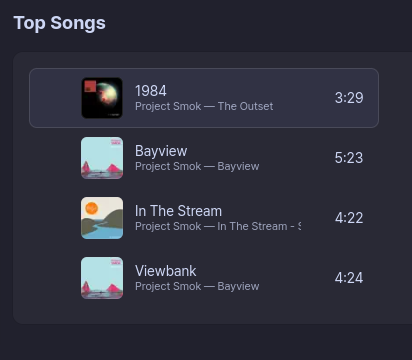 Top Songs
1984
3:29
Project Smok — The Outset
Bayview
5:23
Project Smok — Bayview
In The Stream
4:22
Project Smok — In The Stream - S
Viewbank
4:24
Project Smok — Bayview